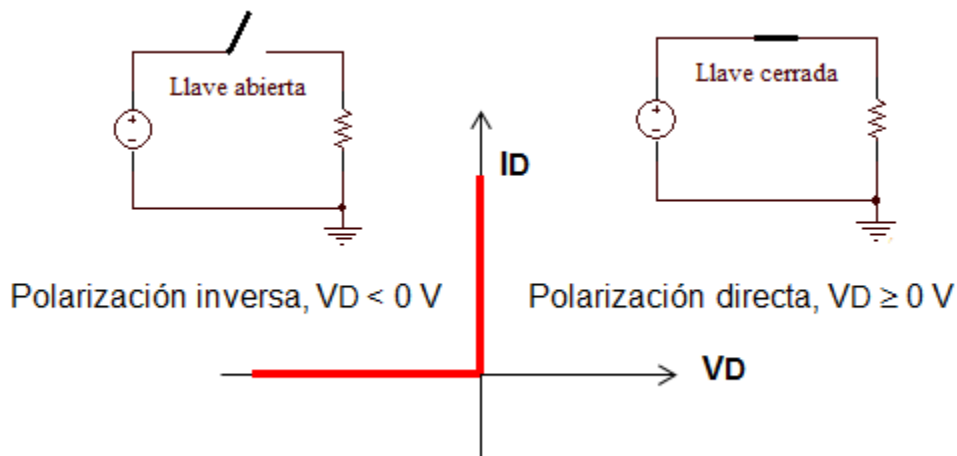 Llave abierta
Llave cerrada
+
-
+
-
ID
Polarización inversa, VD < 0 V
Polarización directa, VD ≥ 0 V
VD